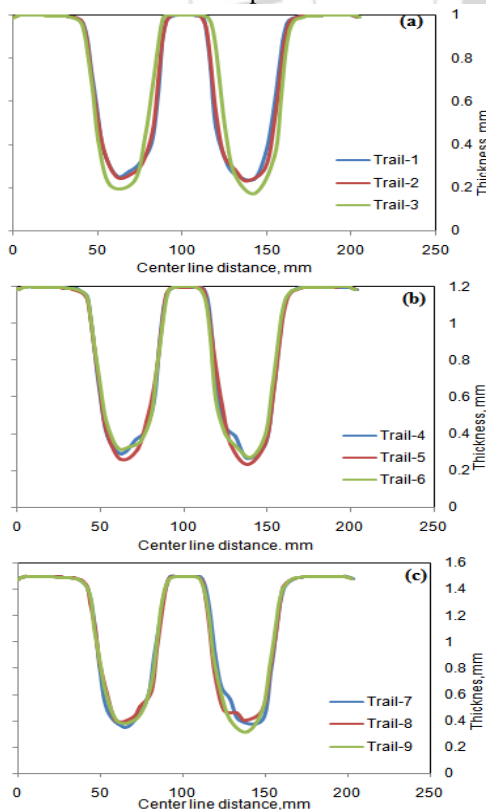 (a)
1
0.8
0.6
0.4
0.2
0
Thickness, mm
Trail-1
Trail-2
Trail-3
0 50 100 150 200 250
Center line distance, mm
(b)
1.2
1
0.8
0.6
0.4
0.2
0
Thickness, mm
Trail-4
Trail-5
Trail-6
0 50 100 150 200 250
Center line distance. mm
(c)
1.6
1.4
1.2
1
0.8
0.6
0.4
0.2
0
Thicknes, mm
Trail-7
Trail-8
Trail-9
0 50 100 150 200 250
Center line distance,mm